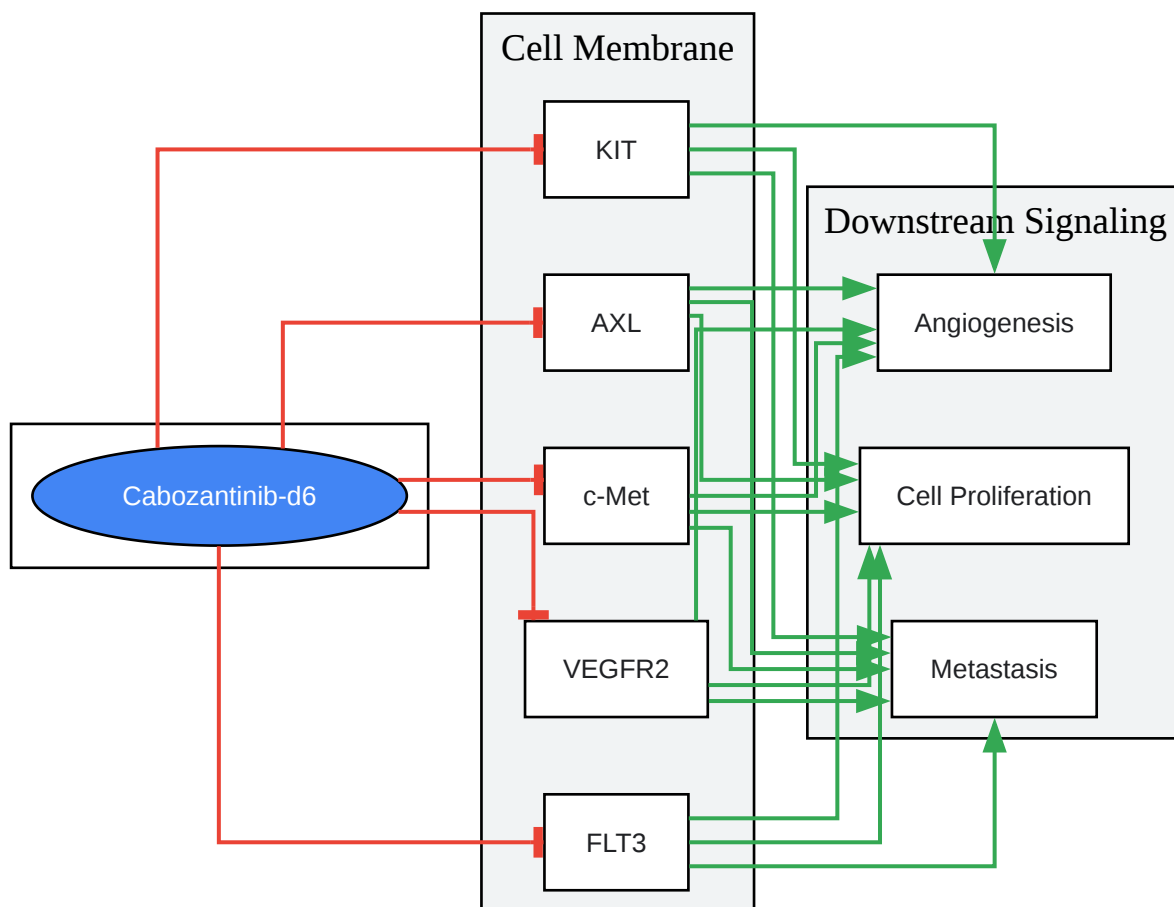 Cell Membrane
KIT
Downstream Signaling
AXL
Angiogenesis
Cabozantinib-d6
c-Met
Cell Proliferation
VEGFR2
Metastasis
FLT3